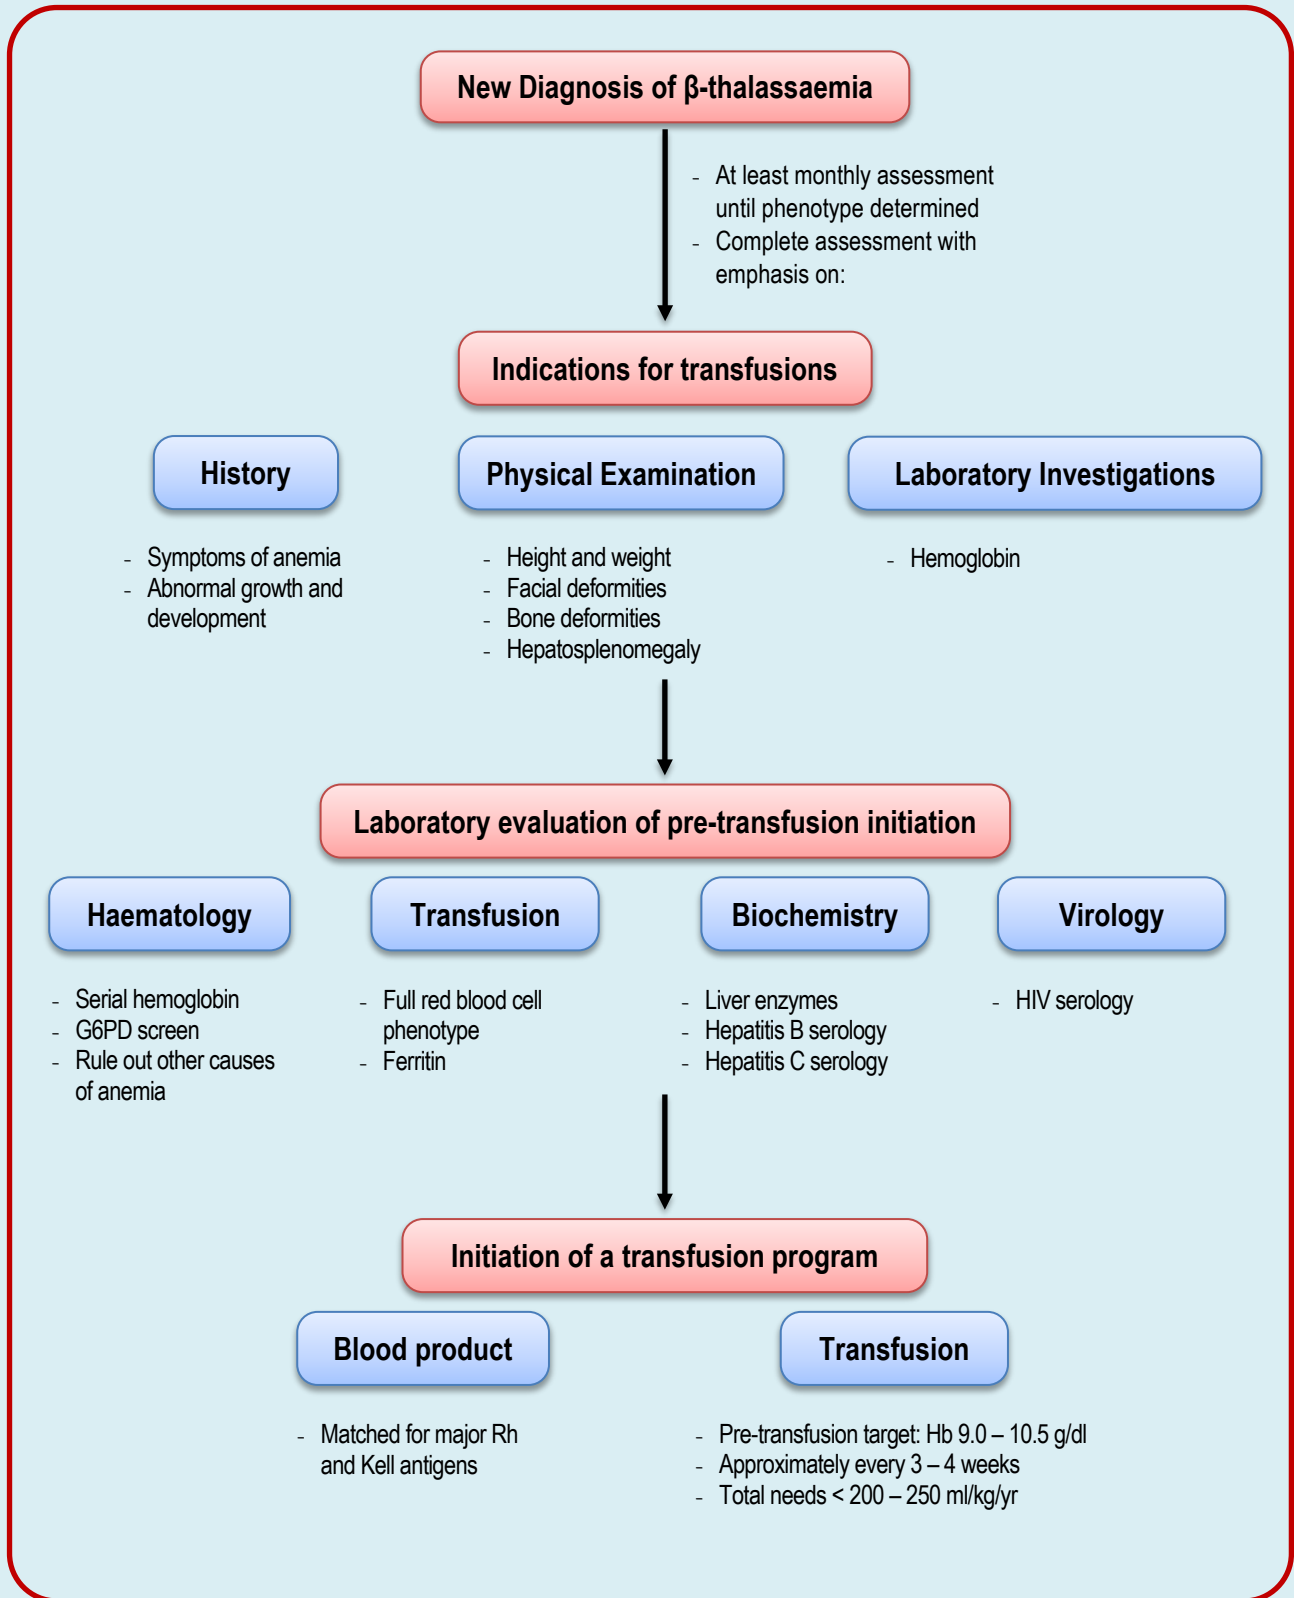 New Diagnosis of β-thalassaemia
- At least monthly assessment
until phenotype determined
- Complete assessment with
emphasis on:
Indications for transfusions
History
- Symptoms of anemia
- Abnormal growth and
development
Physical Examination
- Height and weight
- Facial deformities
- Bone deformities
- Hepatosplenomegaly
Laboratory Investigations
- Hemoglobin
Laboratory evaluation of pre-transfusion initiation
Haematology
- Serial hemoglobin
- G6PD screen
- Rule out other causes
of anemia
Transfusion
- Full red blood cell
phenotype
- Ferritin
Biochemistry
- Liver enzymes
- Hepatitis B serology
- Hepatitis C serology
Virology
- HIV serology
Initiation of a transfusion program
Blood product
- Matched for major Rh
and Kell antigens
Transfusion
- Pre-transfusion target: Hb 9.0 – 10.5 g/dl
- Approximately every 3 – 4 weeks
- Total needs < 200 – 250 ml/kg/yr